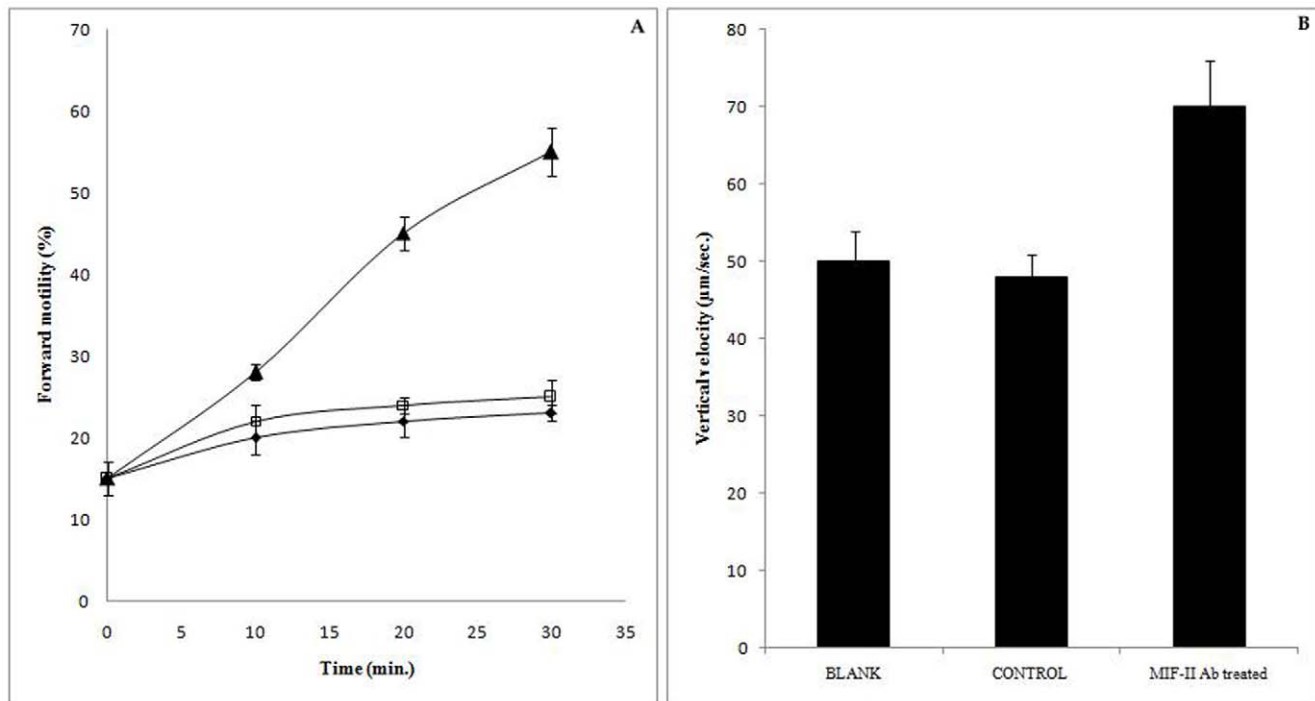 A
70
60
50
40
30
20
10
0
Forward motility (%)
0 5 10 15 20 25 30 35
Time (min.)
B
80
70
60
50
40
30
20
10
0
Vertical velocity (µm/sec.)
BLANK CONTROL MIF-II Ab treated